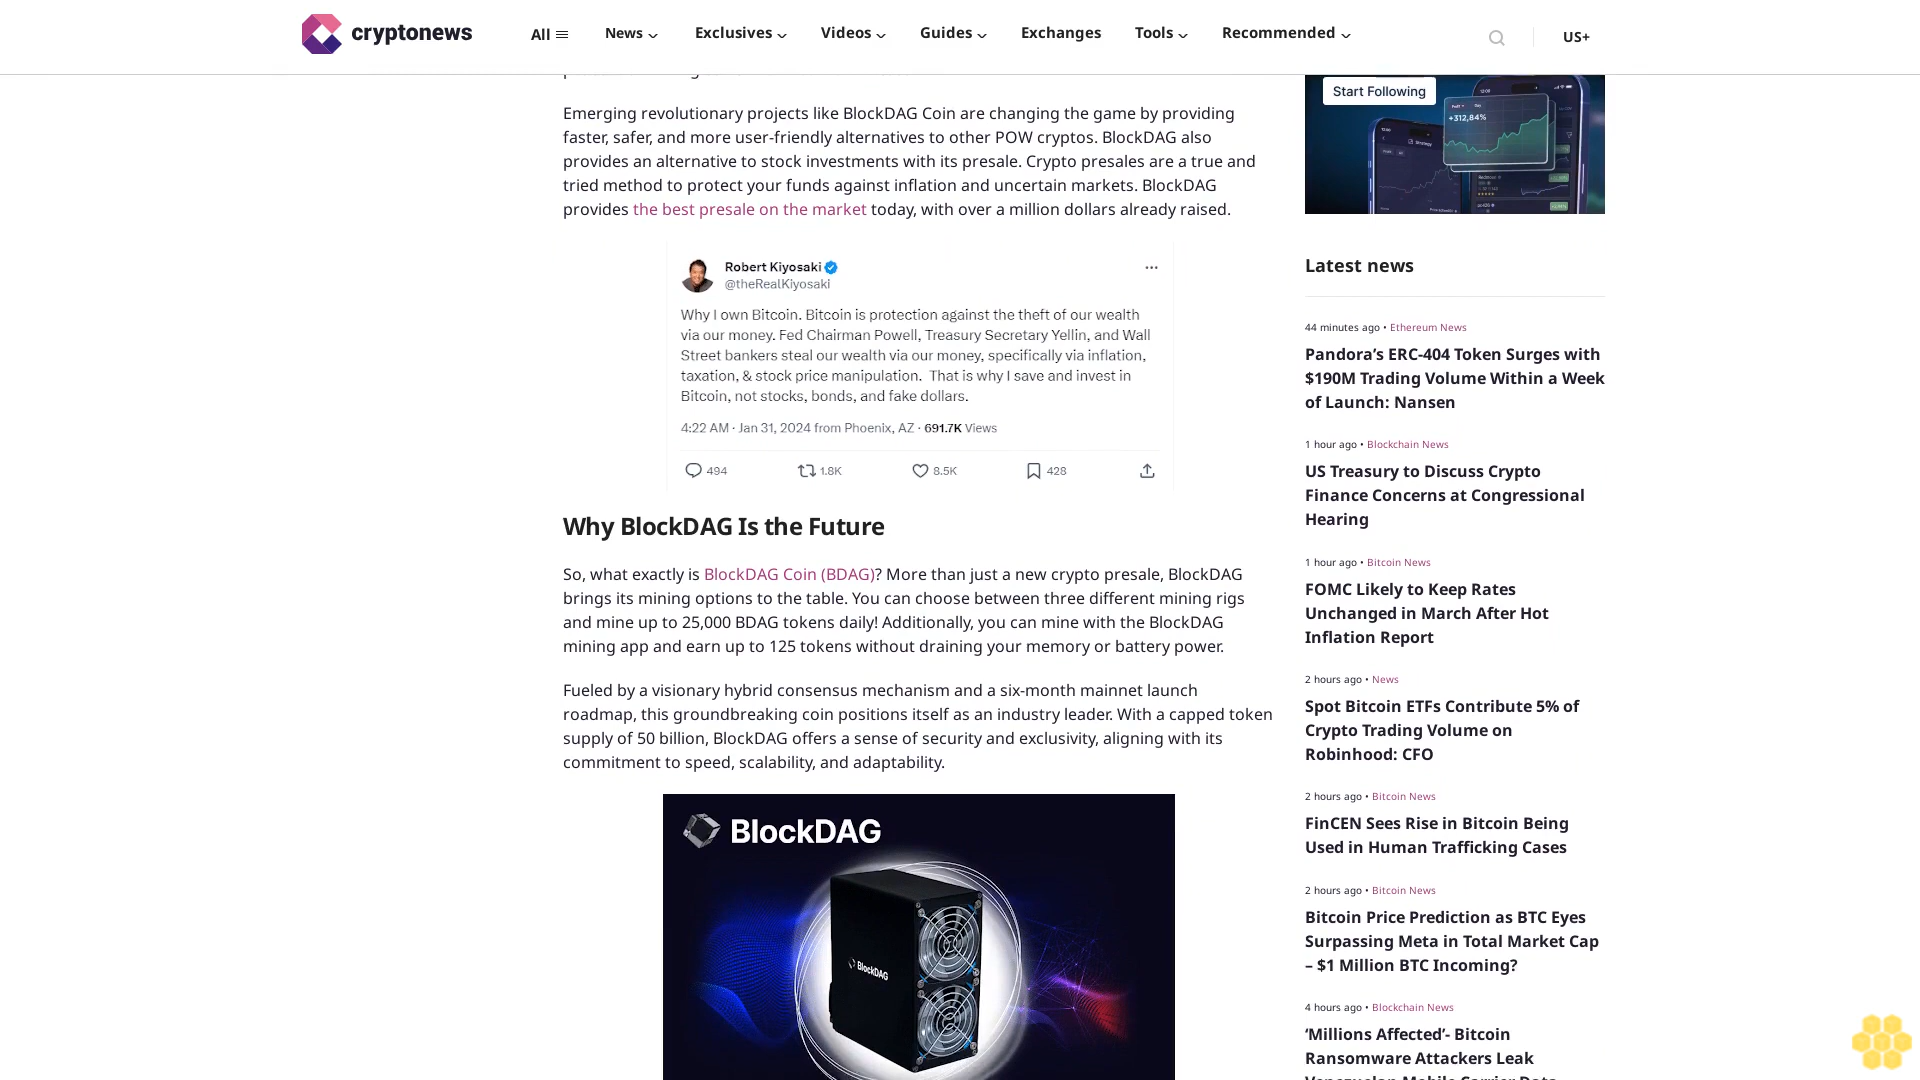 cryptonews
All
News
Exclusives
Videos
Guides
Exchanges
Tools
Recommended
US+
Emerging revolutionary projects like BlockDAG Coin are changing the game by providing
faster, safer, and more user-friendly alternatives to other POW cryptos. BlockDAG also
provides an alternative to stock investments with its presale. Crypto presales are a true and
tried method to protect your funds against inflation and uncertain markets. BlockDAG
provides the best presale on the market today, with over a million dollars already raised.
Robert Kiyosaki
@theRealKiyosaki
Why I own Bitcoin. Bitcoin is protection against the theft of our wealth
via our money. Fed Chairman Powell, Treasury Secretary Yellin, and Wall
Street bankers steal our wealth via our money, specifically via inflation,
taxation, & stock price manipulation.  That is why I save and invest in
Bitcoin, not stocks, bonds, and fake dollars.
4:22 AM · Jan 31, 2024 from Phoenix, AZ · 691.7K Views
494
1.8K
8.5K
428
Why BlockDAG Is the Future
So, what exactly is BlockDAG Coin (BDAG)? More than just a new crypto presale, BlockDAG
brings its mining options to the table. You can choose between three different mining rigs
and mine up to 25,000 BDAG tokens daily! Additionally, you can mine with the BlockDAG
mining app and earn up to 125 tokens without draining your memory or battery power.
Fueled by a visionary hybrid consensus mechanism and a six-month mainnet launch
roadmap, this groundbreaking coin positions itself as an industry leader. With a capped token
supply of 50 billion, BlockDAG offers a sense of security and exclusivity, aligning with its
commitment to speed, scalability, and adaptability.
BlockDAG
BlockDAG
Start Following
+312,84%
Latest news
44 minutes ago • Ethereum News
Pandora’s ERC-404 Token Surges with
$190M Trading Volume Within a Week
of Launch: Nansen
1 hour ago • Blockchain News
US Treasury to Discuss Crypto
Finance Concerns at Congressional
Hearing
1 hour ago • Bitcoin News
FOMC Likely to Keep Rates
Unchanged in March After Hot
Inflation Report
2 hours ago • News
Spot Bitcoin ETFs Contribute 5% of
Crypto Trading Volume on
Robinhood: CFO
2 hours ago • Bitcoin News
FinCEN Sees Rise in Bitcoin Being
Used in Human Trafficking Cases
2 hours ago • Bitcoin News
Bitcoin Price Prediction as BTC Eyes
Surpassing Meta in Total Market Cap
– $1 Million BTC Incoming?
4 hours ago • Blockchain News
‘Millions Affected’- Bitcoin
Ransomware Attackers Leak
Venezuelan Mobile Carrier Data